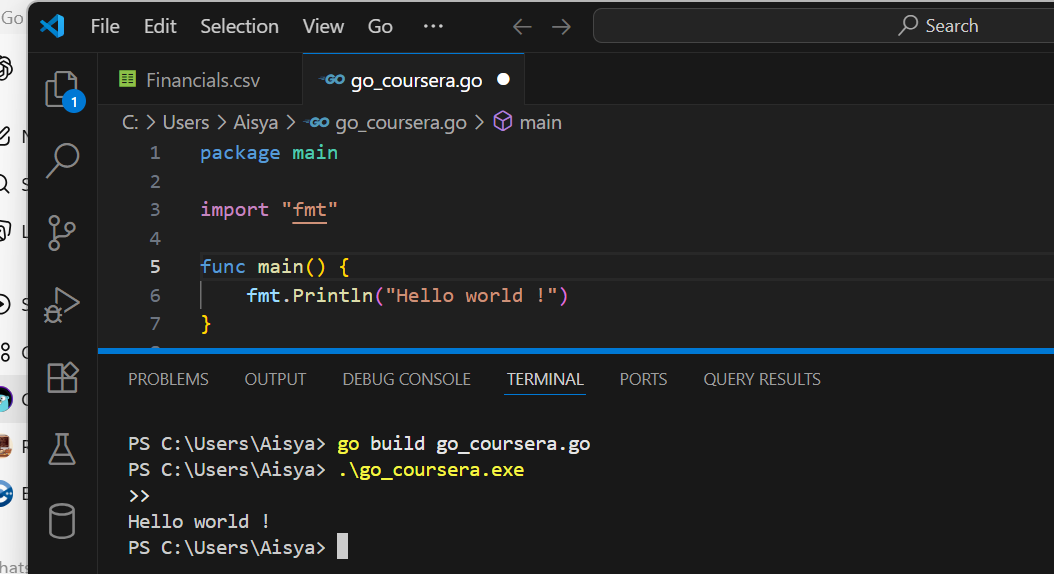 Go
File Edit Selection View Go ··· Search
Financials.csv
GO go_coursera.go
1
C: > Users > Aisya > GO go_coursera.go > main
1 package main
2
3 import "fmt"
4
5 func main() {
6 fmt.Println("Hello world !")
7 }
PROBLEMS OUTPUT DEBUG CONSOLE TERMINAL PORTS QUERY RESULTS
PS C:\Users\Aisya> go build go_coursera.go
PS C:\Users\Aisya> .\go_coursera.exe
>>
Hello world !
PS C:\Users\Aisya>